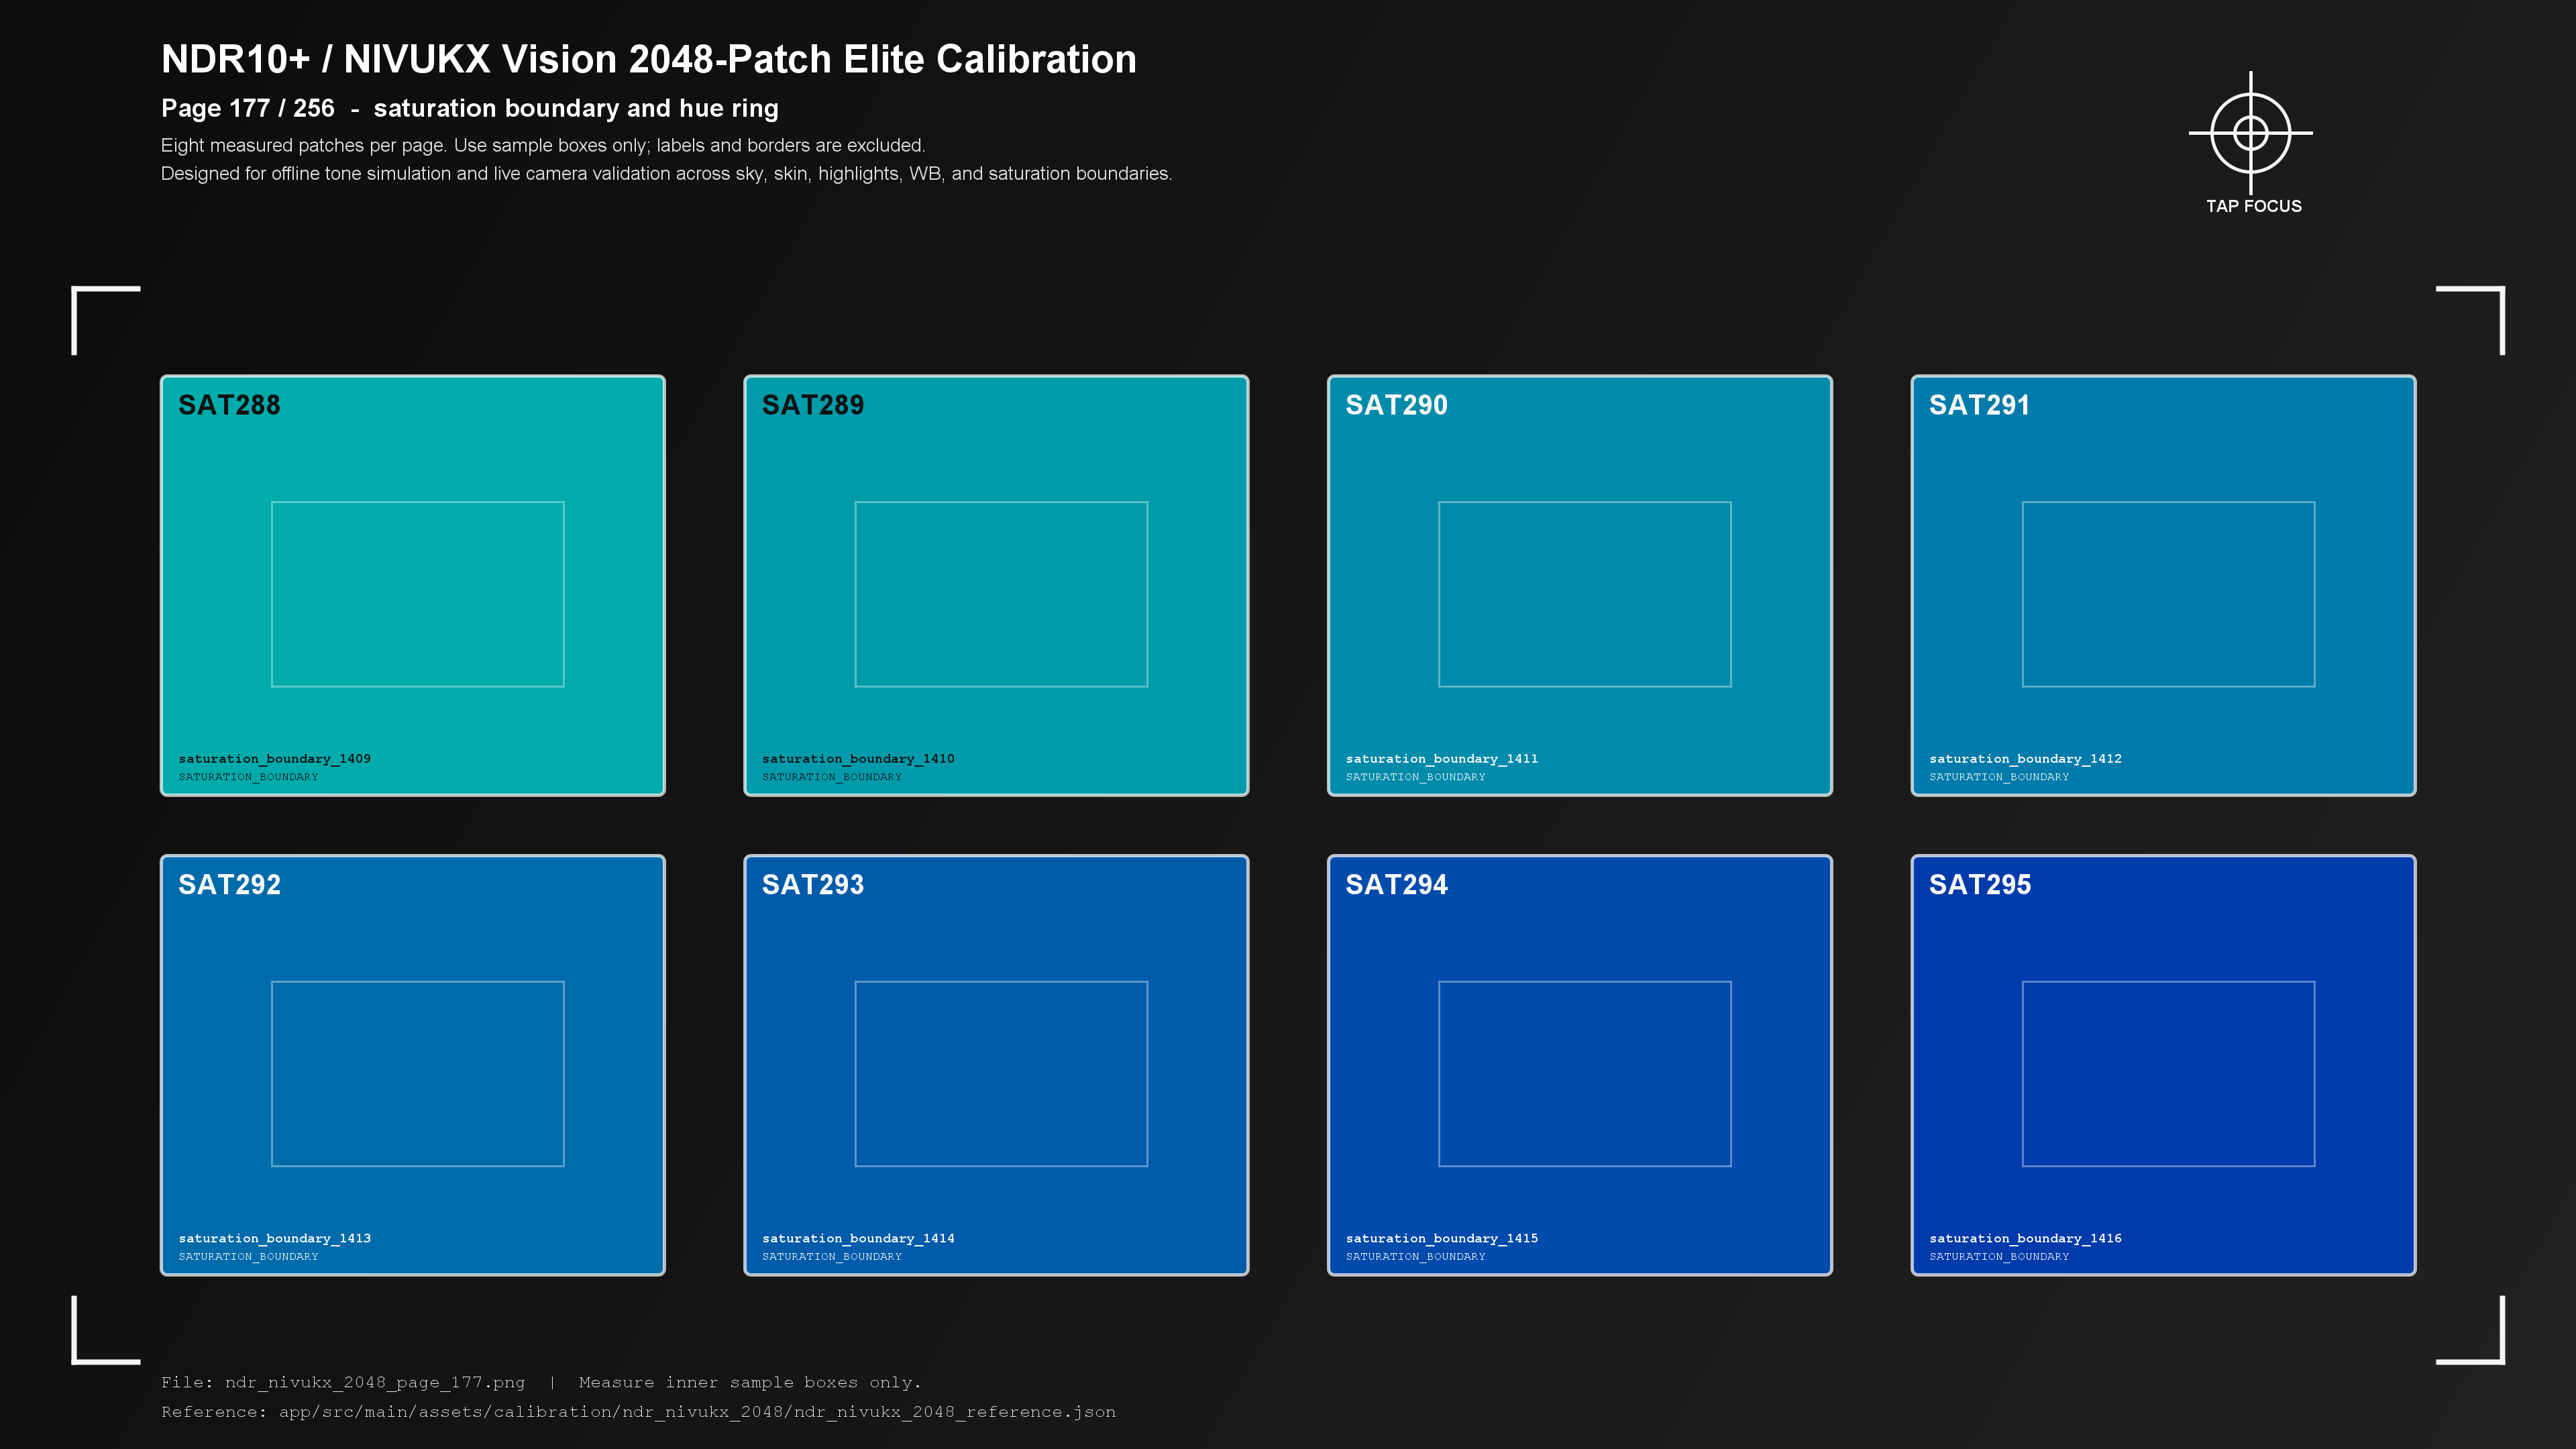 NDR10+ / NIVUKX Vision 2048-Patch Elite Calibration
Page 177 / 256 - saturation boundary and hue ring
Eight measured patches per page. Use sample boxes only; labels and borders are excluded.
Designed for offline tone simulation and live camera validation across sky, skin, highlights, WB, and saturation boundaries.
TAP FOCUS
SAT288
saturation_boundary_1409
SATURATION_BOUNDARY
SAT289
saturation_boundary_1410
SATURATION_BOUNDARY
SAT290
saturation_boundary_1411
SATURATION_BOUNDARY
SAT291
saturation_boundary_1412
SATURATION_BOUNDARY
SAT292
saturation_boundary_1413
SATURATION_BOUNDARY
SAT293
saturation_boundary_1414
SATURATION_BOUNDARY
SAT294
saturation_boundary_1415
SATURATION_BOUNDARY
SAT295
saturation_boundary_1416
SATURATION_BOUNDARY
File: ndr_nivukx_2048_page_177.png | Measure inner sample boxes only.
Reference: app/src/main/assets/calibration/ndr_nivukx_2048/ndr_nivukx_2048_reference.json